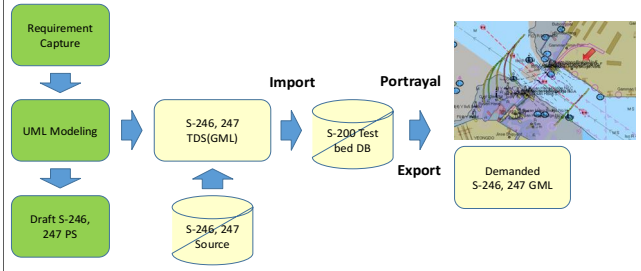 Requirement
Capture
UML Modeling
Draft S-246,
247 PS
S-246, 247
TDS(GML)
S-246, 247
Source
Import
S-200 Test
bed DB
Portrayal
Export
Demanded
S-246, 247 GML